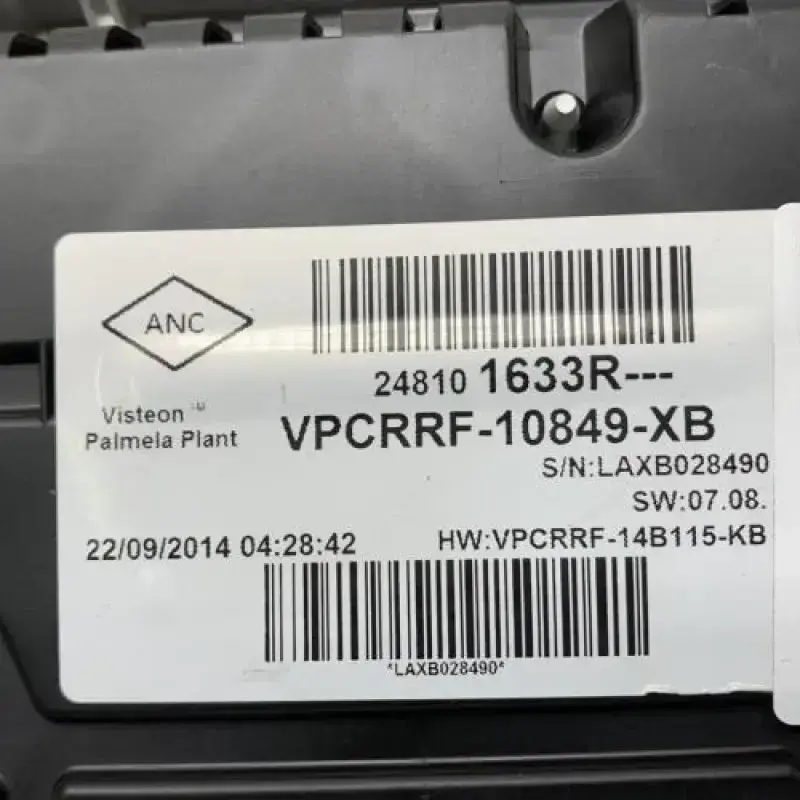 ANC
Visteon™
Palmela Plant
24810 1633R---
VPCRRF-10849-XB
S/N:LAXB028490
SW:07.08.
22/09/2014 04:28:42
HW:VPCRRF-14B115-KB
*LAXB028490*